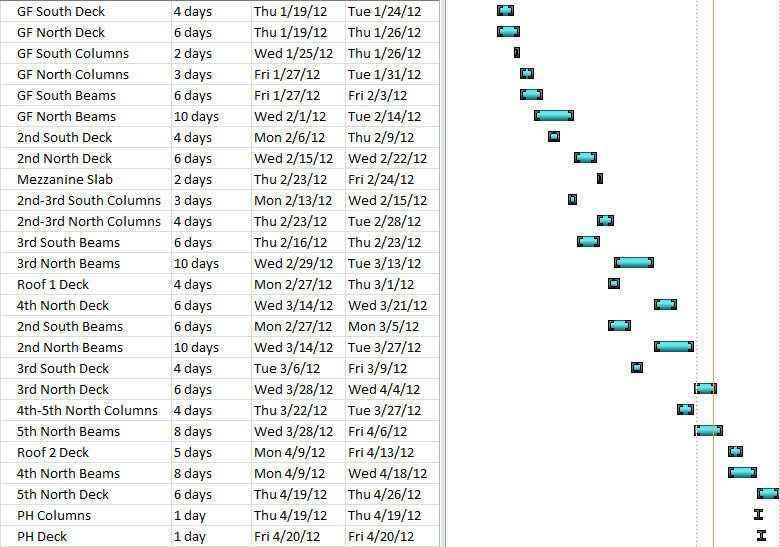 GF South Deck 4 days Thu 1/19/12 Tue 1/24/12
GF North Deck 6 days Thu 1/19/12 Thu 1/26/12
GF South Columns 2 days Wed 1/25/12 Thu 1/26/12
GF North Columns 3 days Fri 1/27/12 Tue 1/31/12
GF South Beams 6 days Fri 1/27/12 Fri 2/3/12
GF North Beams 10 days Wed 2/1/12 Tue 2/14/12
2nd South Deck 4 days Mon 2/6/12 Thu 2/9/12
2nd North Deck 6 days Wed 2/15/12 Wed 2/22/12
Mezzanine Slab 2 days Thu 2/23/12 Fri 2/24/12
2nd-3rd South Columns 3 days Mon 2/13/12 Wed 2/15/12
2nd-3rd North Columns 4 days Thu 2/23/12 Tue 2/28/12
3rd South Beams 6 days Thu 2/16/12 Thu 2/23/12
3rd North Beams 10 days Wed 2/29/12 Tue 3/13/12
Roof 1 Deck 4 days Mon 2/27/12 Thu 3/1/12
4th North Deck 6 days Wed 3/14/12 Wed 3/21/12
2nd South Beams 6 days Mon 2/27/12 Mon 3/5/12
2nd North Beams 10 days Wed 3/14/12 Tue 3/27/12
3rd South Deck 4 days Tue 3/6/12 Fri 3/9/12
3rd North Deck 6 days Wed 3/28/12 Wed 4/4/12
4th-5th North Columns 4 days Thu 3/22/12 Tue 3/27/12
5th North Beams 8 days Wed 3/28/12 Fri 4/6/12
Roof 2 Deck 5 days Mon 4/9/12 Fri 4/13/12
4th North Beams 8 days Mon 4/9/12 Wed 4/18/12
5th North Deck 6 days Thu 4/19/12 Thu 4/26/12
PH Columns 1 day Thu 4/19/12 Thu 4/19/12
PH Deck 1 day Fri 4/20/12 Fri 4/20/12